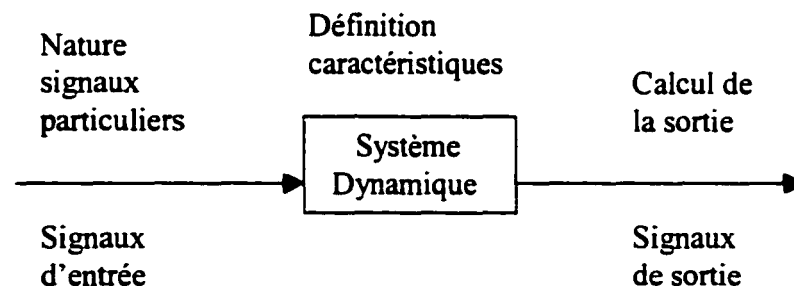 Nature
signaux
particuliers
Définition
caractéristiques
Calcul de
la sortie
Système
Dynamique
Signaux
d'entrée
Signaux
de sortie